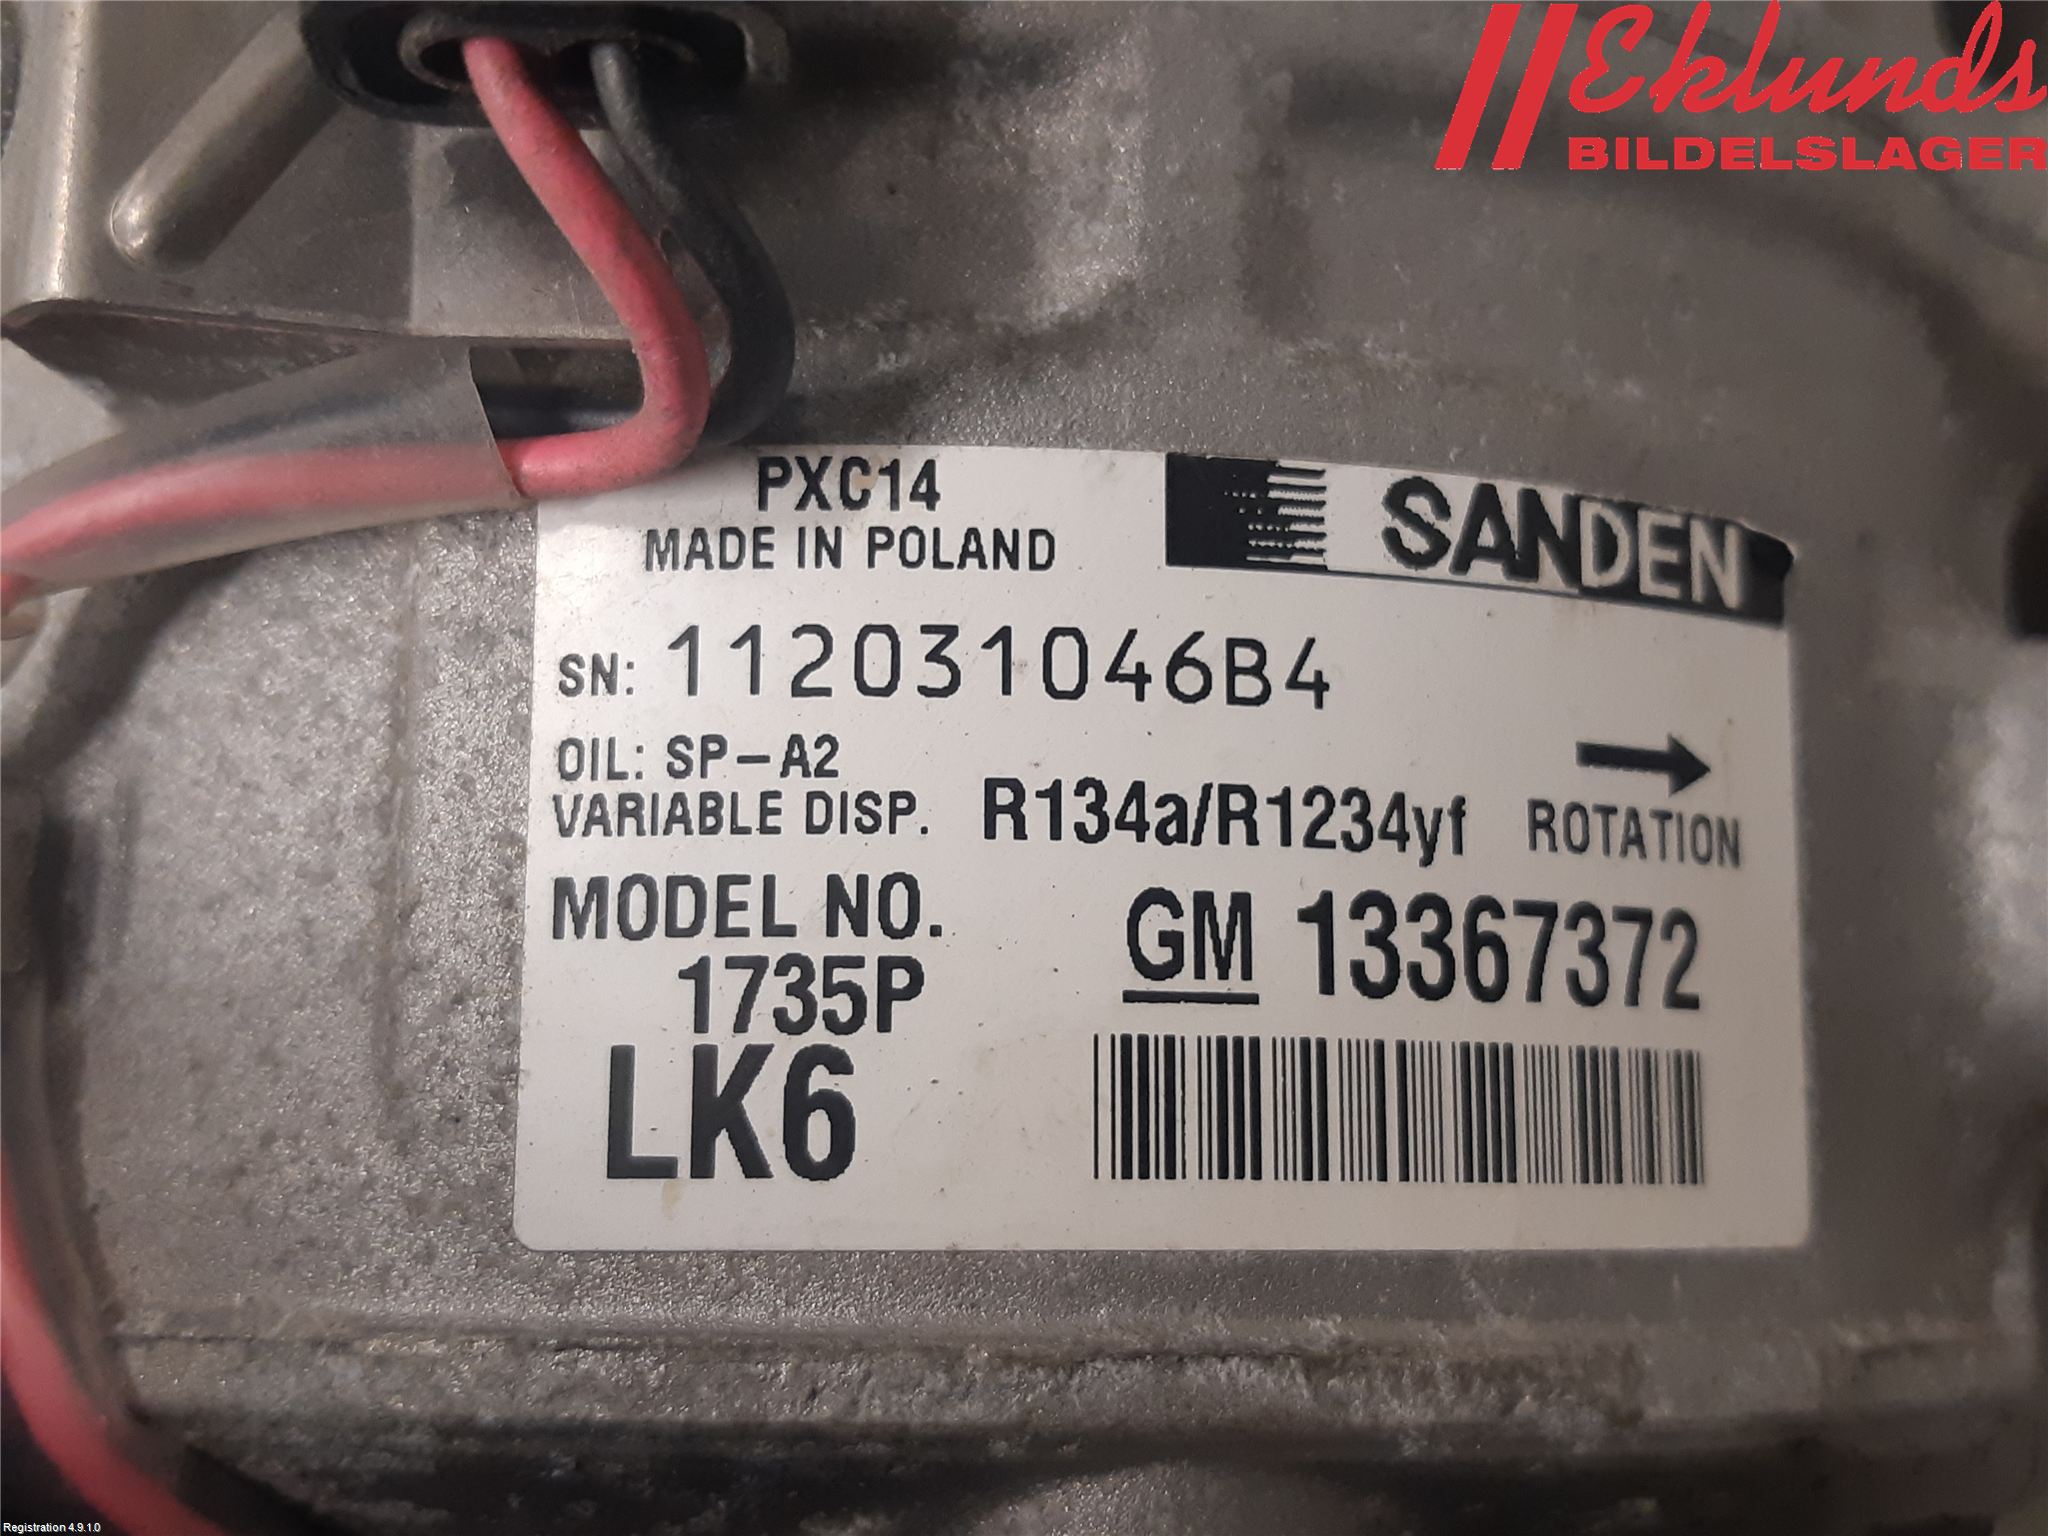 Eklunds
BILDELSLAGER
PXC14
MADE IN POLAND
SANDEN
SN: 112031046B4
OIL: SP-A2
VARIABLE DISP. R134a/R1234yf
ROTATION
MODEL NO.
1735P
GM 13367372
LK6
Registration 4.9.1.0